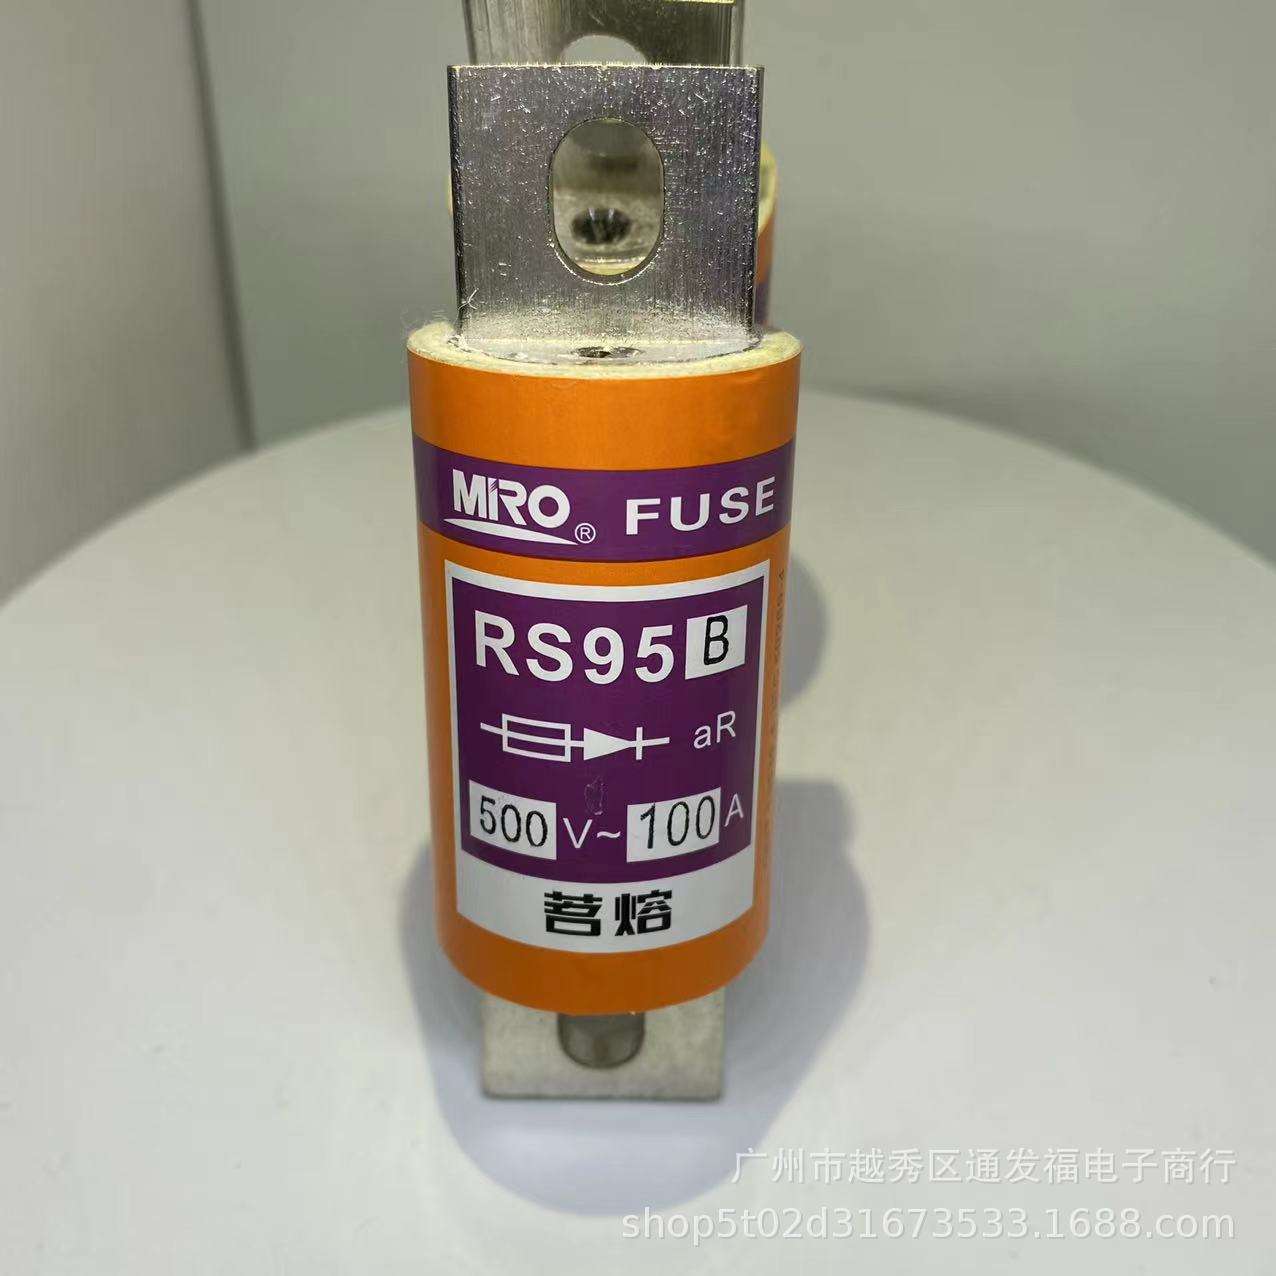 MIRO® FUSE
RS95B
aR
500V~100A
茗熔
广州市越秀区通发福电子商行
shop5t02d31673533.1688.com